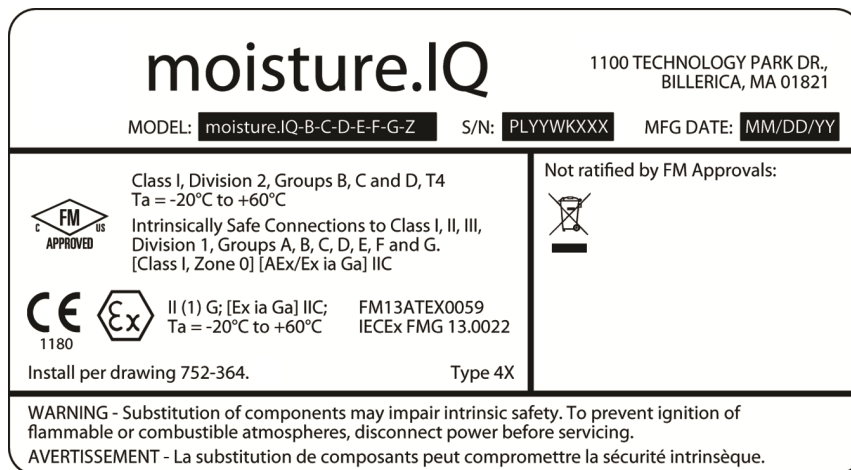 moisture.IQ
1100 TECHNOLOGY PARK DR.,
BILLERICA, MA 01821
MODEL: moisture.IQ-B-C-D-E-F-G-Z S/N: PLYYWKXXX MFG DATE: MM/DD/YY
Class I, Division 2, Groups B, C and D, T4
Ta = -20°C to +60°C
Intrinsically Safe Connections to Class I, II, III,
Division 1, Groups A, B, C, D, E, F and G.
[Class I, Zone 0] [AEx/Ex ia Ga] IIC
FM
C US
APPROVED
CE
1180
Ex
II (1) G; [Ex ia Ga] IIC; FM13ATEX0059
Ta = -20°C to +60°C IECEx FMG 13.0022
Install per drawing 752-364. Type 4X
Not ratified by FM Approvals:
WARNING - Substitution of components may impair intrinsic safety. To prevent ignition of
flammable or combustible atmospheres, disconnect power before servicing.
AVERTISSEMENT - La substitution de composants peut compromettre la sécurité intrinsèque.